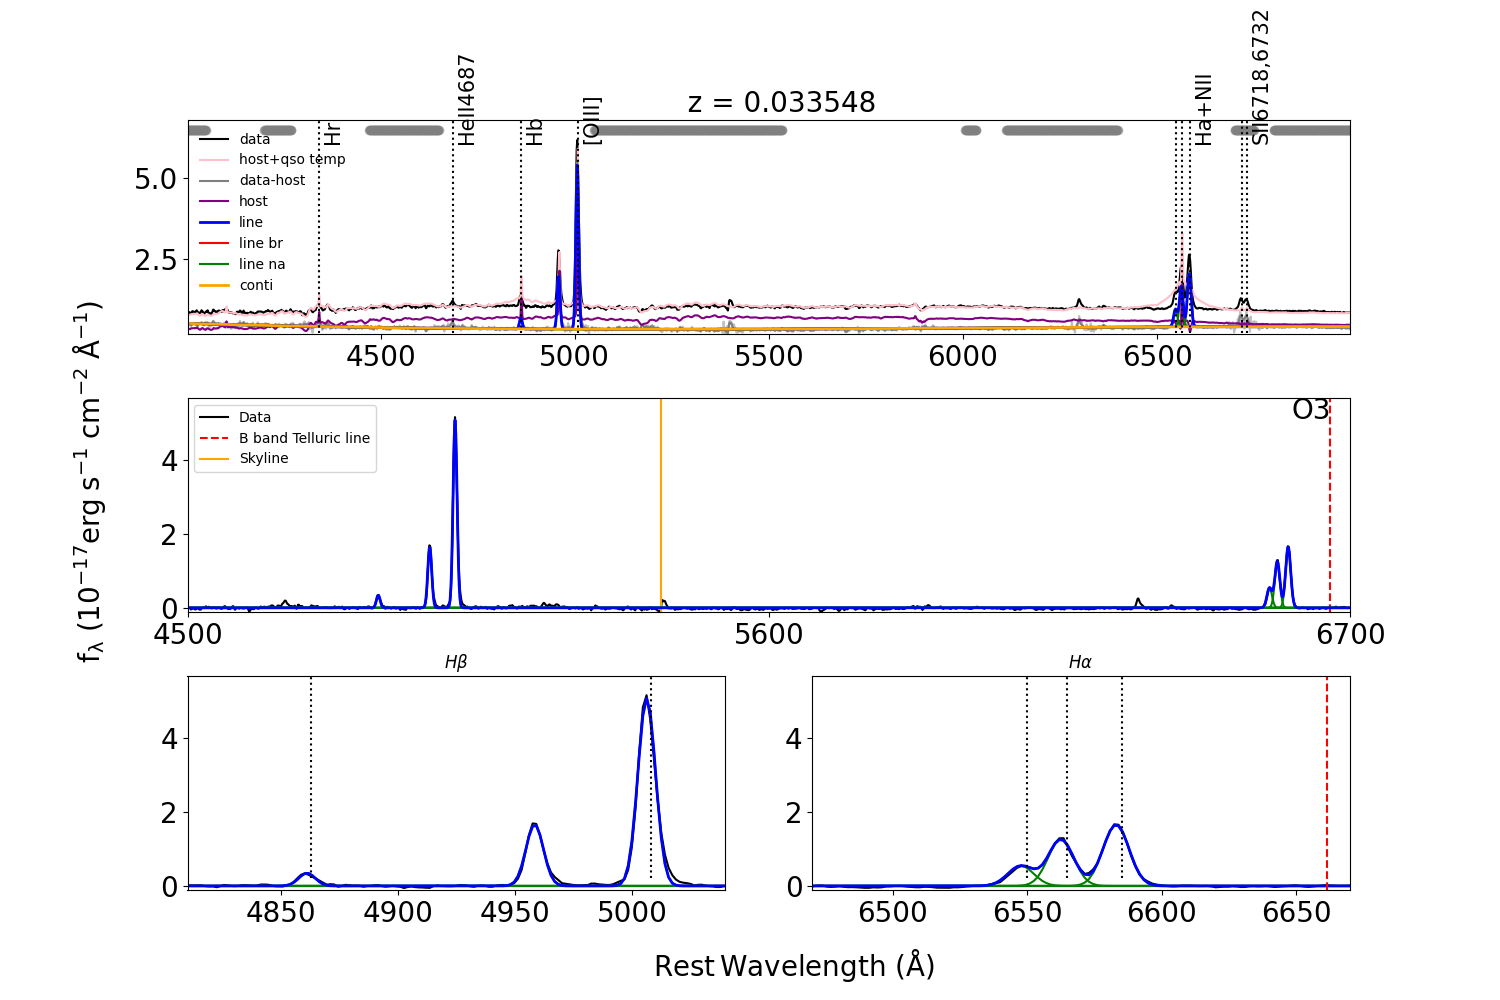 z = 0.033548
Hr
HeII4687
Hb
[OIII]
Ha+NII
SII6718,6732
data
host+qso temp
data-host
host
line
line br
line na
conti
5.0
2.5
4500 5000 5500 6000 6500
fλ (10⁻¹⁷erg s⁻¹ cm⁻² Å⁻¹)
Data
B band Telluric line
Skyline
O3
4
2
0
4500 5600 6700
Hβ
4
2
0
4850 4900 4950 5000
Hα
4
2
0
6500 6550 6600 6650
Rest Wavelength (Å)